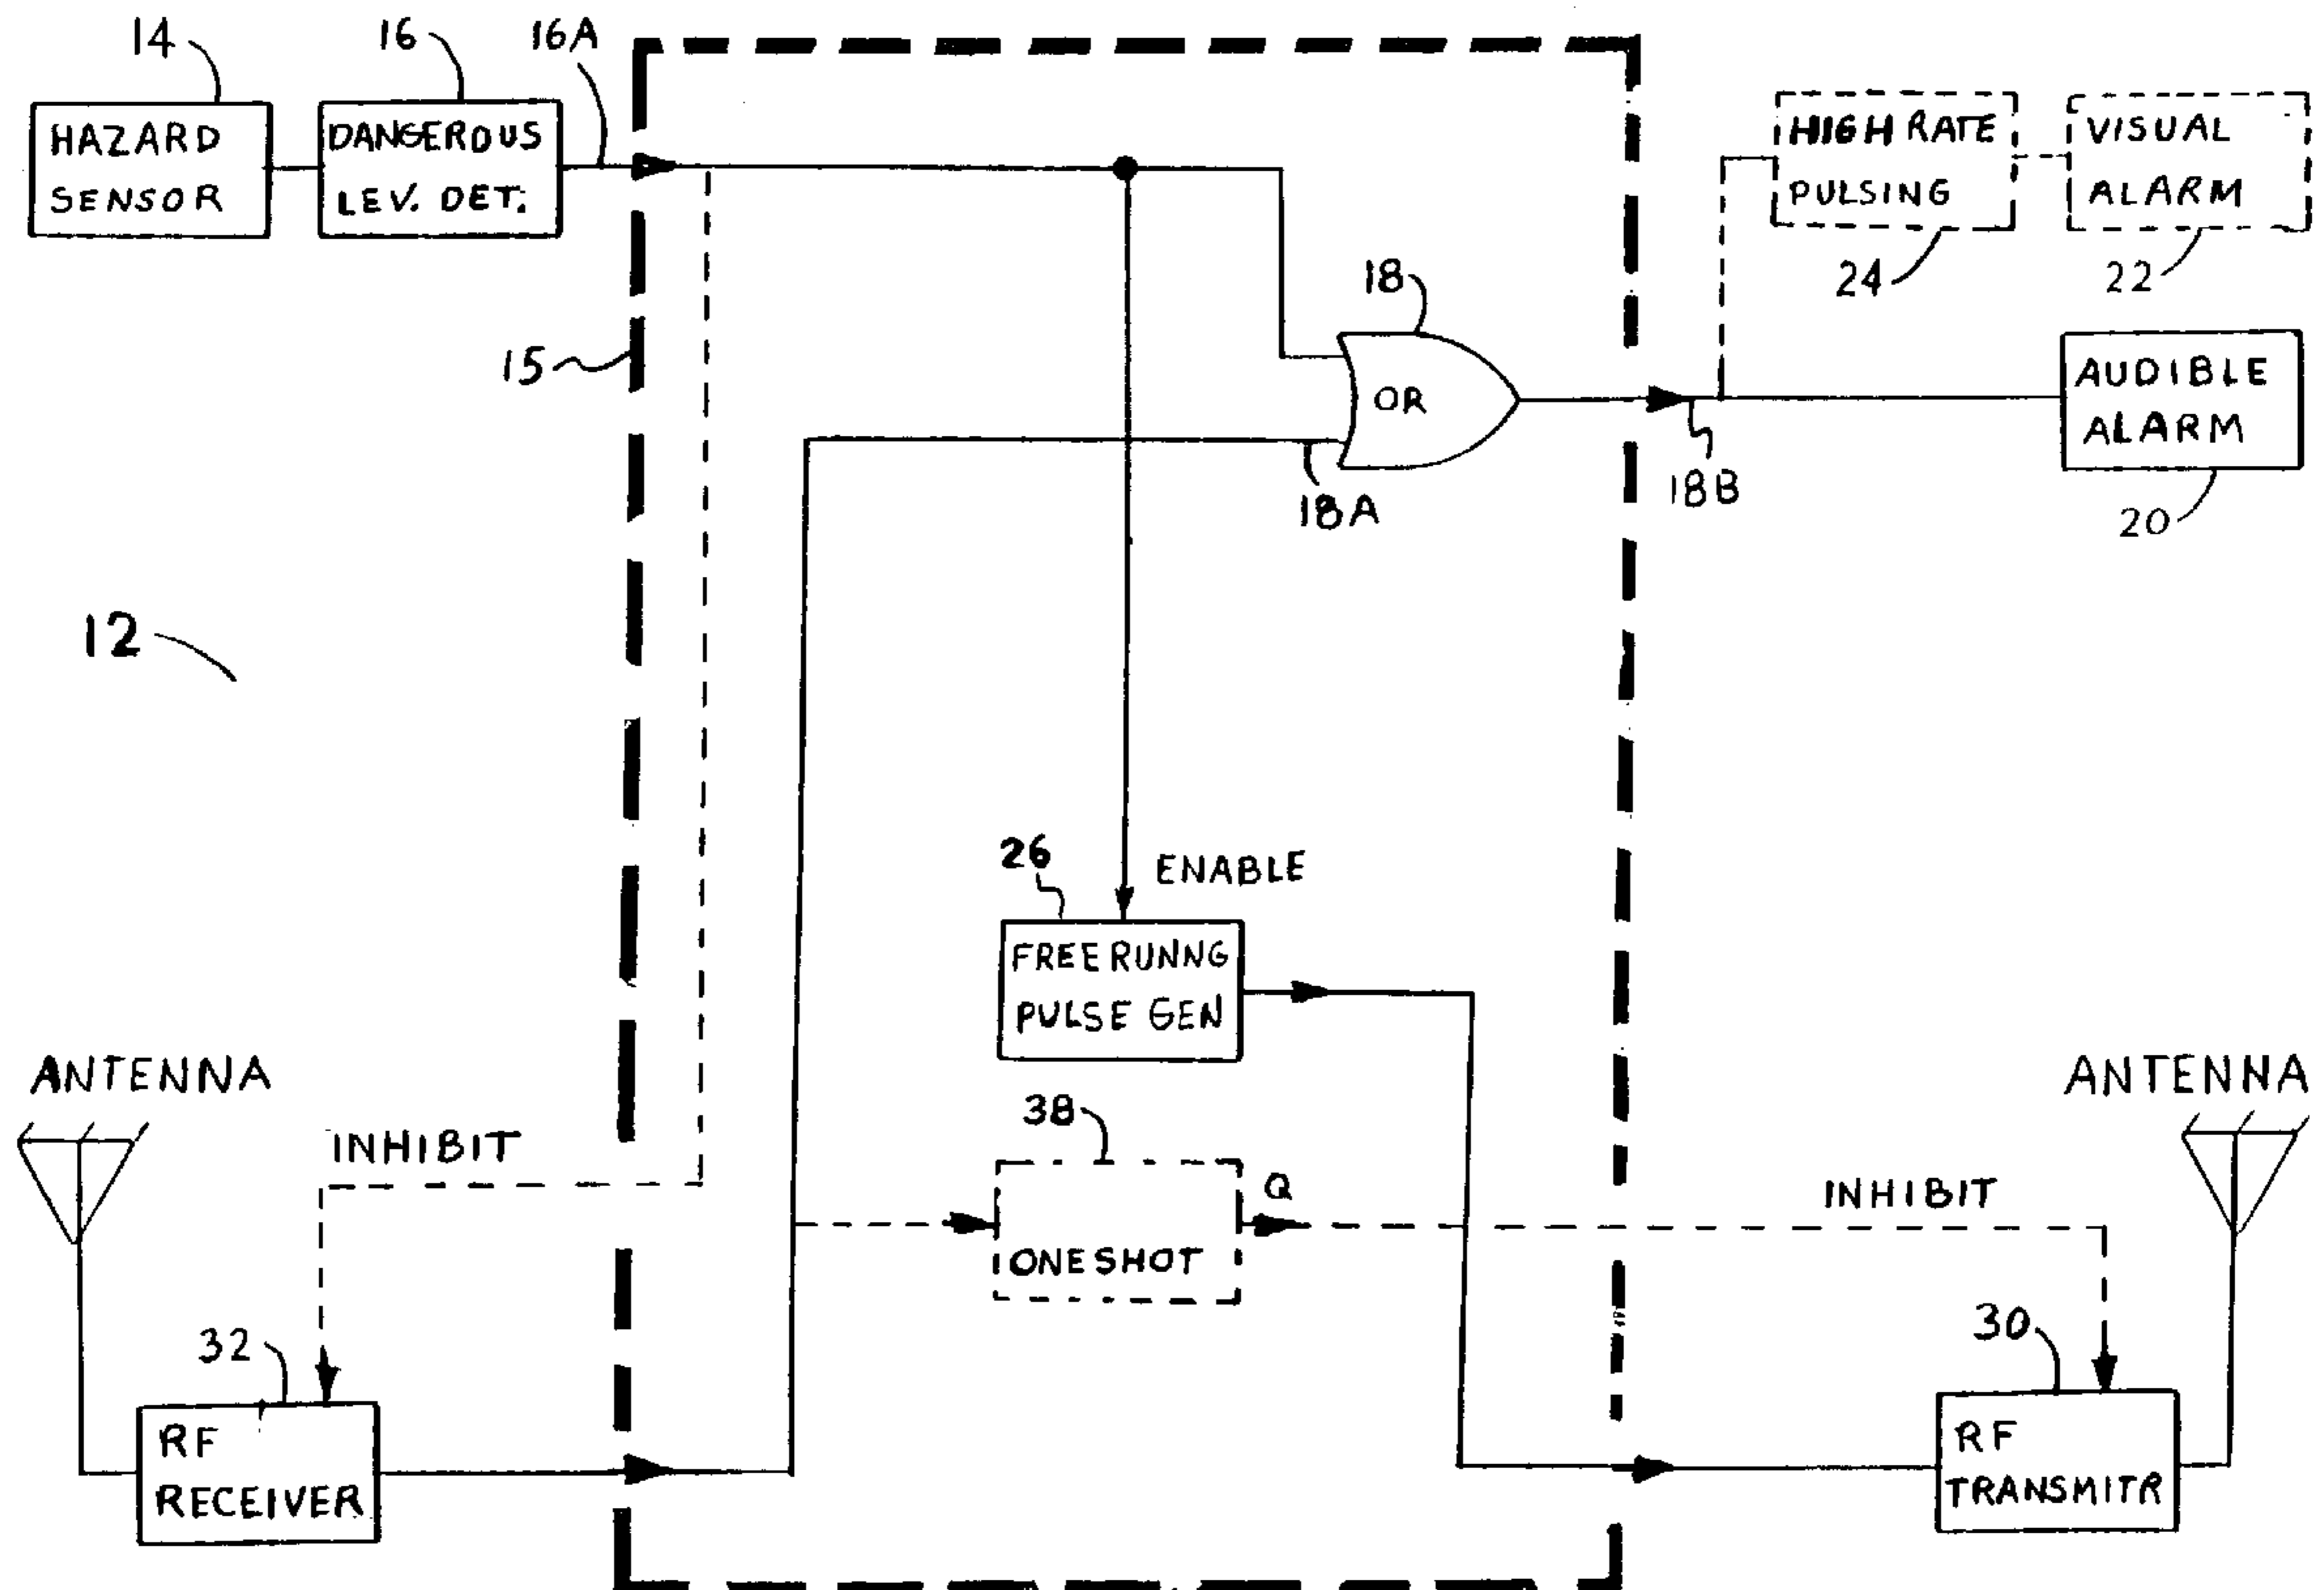 14
16
16A
HAZARD
SENSOR
DANGEROUS
LEV. DET.
HIGH RATE
PULSING
VISUAL
ALARM
24
22
15
18
OR
18A
18B
AUDIBLE
ALARM
20
12
26
ENABLE
FREE RUNNG
PULSE GEN
ANTENNA
ANTENNA
38
INHIBIT
Q
INHIBIT
ONE SHOT
32
30
RF
RECEIVER
RF
TRANSMITR